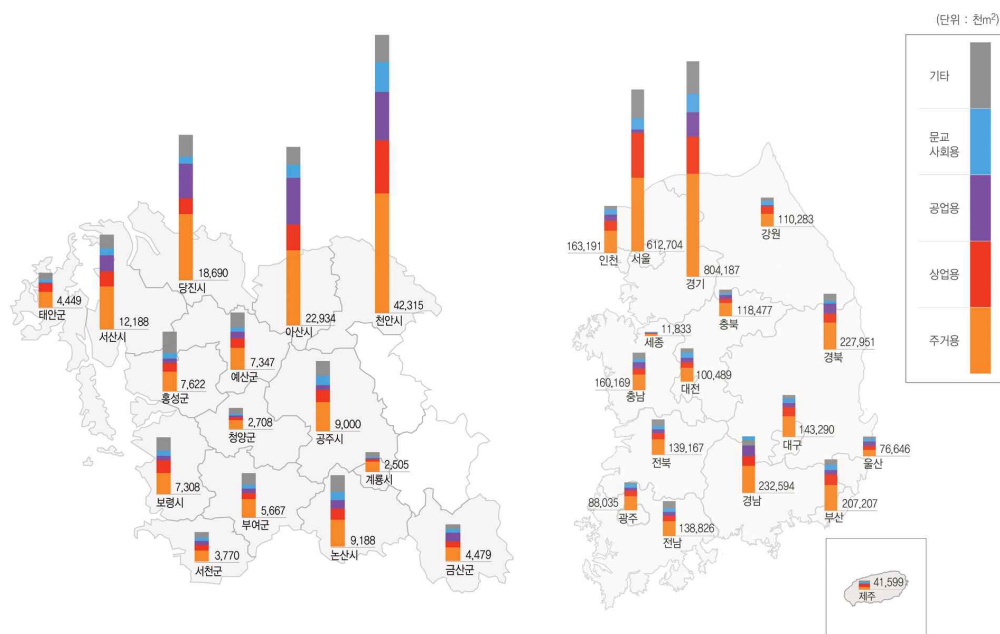 (단위 : 천m²)
기타
문교
사회용
공업용
상업용
주거용
18,690
당진시
22,934
아산시
42,315
천안시
4,449
태안군
12,188
서산시
7,347
예산군
7,622
홍성군
2,708
청양군
9,000
공주시
2,505
계룡시
7,308
보령시
5,667
부여군
9,188
논산시
3,770
서천군
4,479
금산군
163,191
인천
612,704
서울
804,187
경기
110,283
강원
118,477
충북
11,833
세종
227,951
경북
160,169
충남
100,489
대전
143,290
대구
139,167
전북
76,646
울산
232,594
경남
207,207
부산
88,035
광주
138,826
전남
41,599
제주